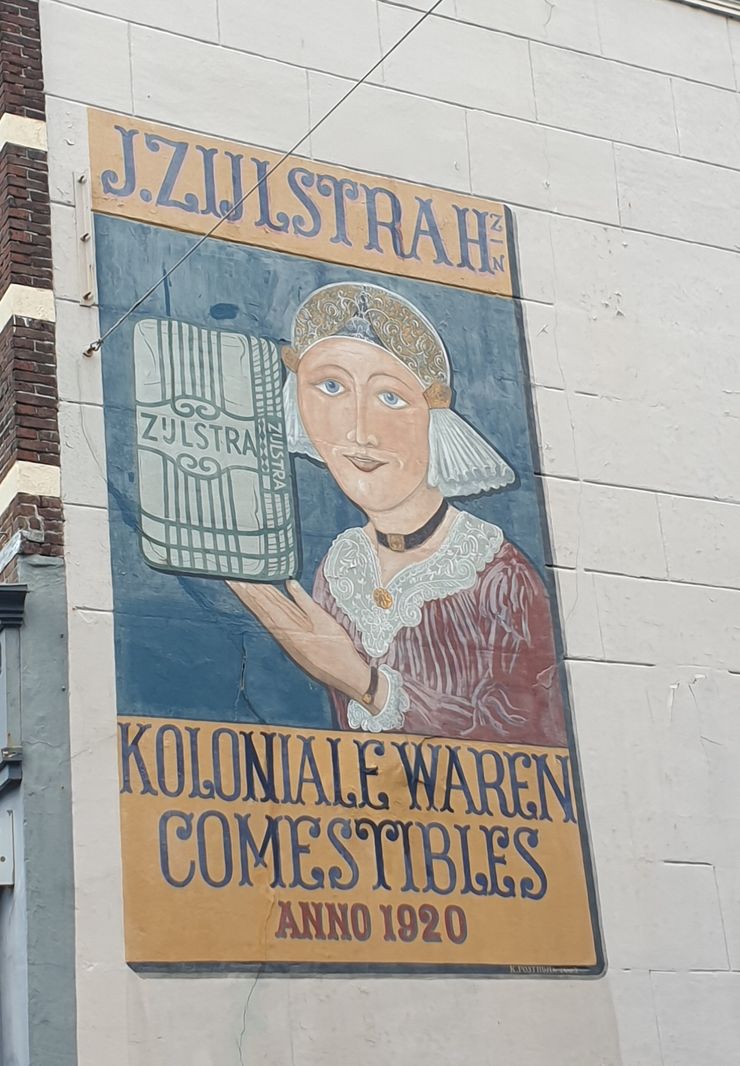 J. ZIJLSTRA HZN
ZIJLSTRA
ZIJLSTRA
KOLONIALE WAREN
COMESTIBLES
ANNO 1920